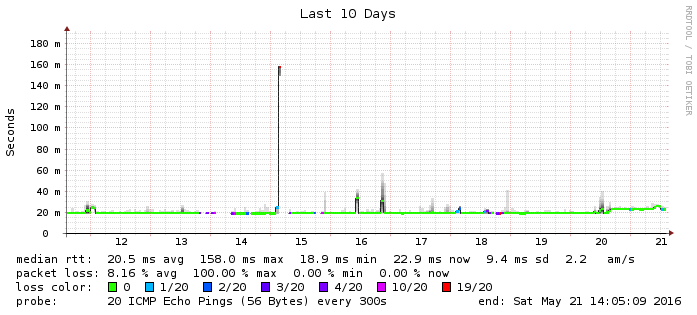 Last 10 Days
RRDTOOL / TOBI OETIKER
Seconds
180 m
160 m
140 m
120 m
100 m
80 m
60 m
40 m
20 m
0
12 13 14 15 16 17 18 19 20 21
median rtt: 20.5 ms avg 158.0 ms max 18.9 ms min 22.9 ms now 9.4 ms sd 2.2 am/s
packet loss: 8.16 % avg 100.00 % max 0.00 % min 0.00 % now
loss color: 0 1/20 2/20 3/20 4/20 10/20 19/20
probe: 20 ICMP Echo Pings (56 Bytes) every 300s end: Sat May 21 14:05:09 2016